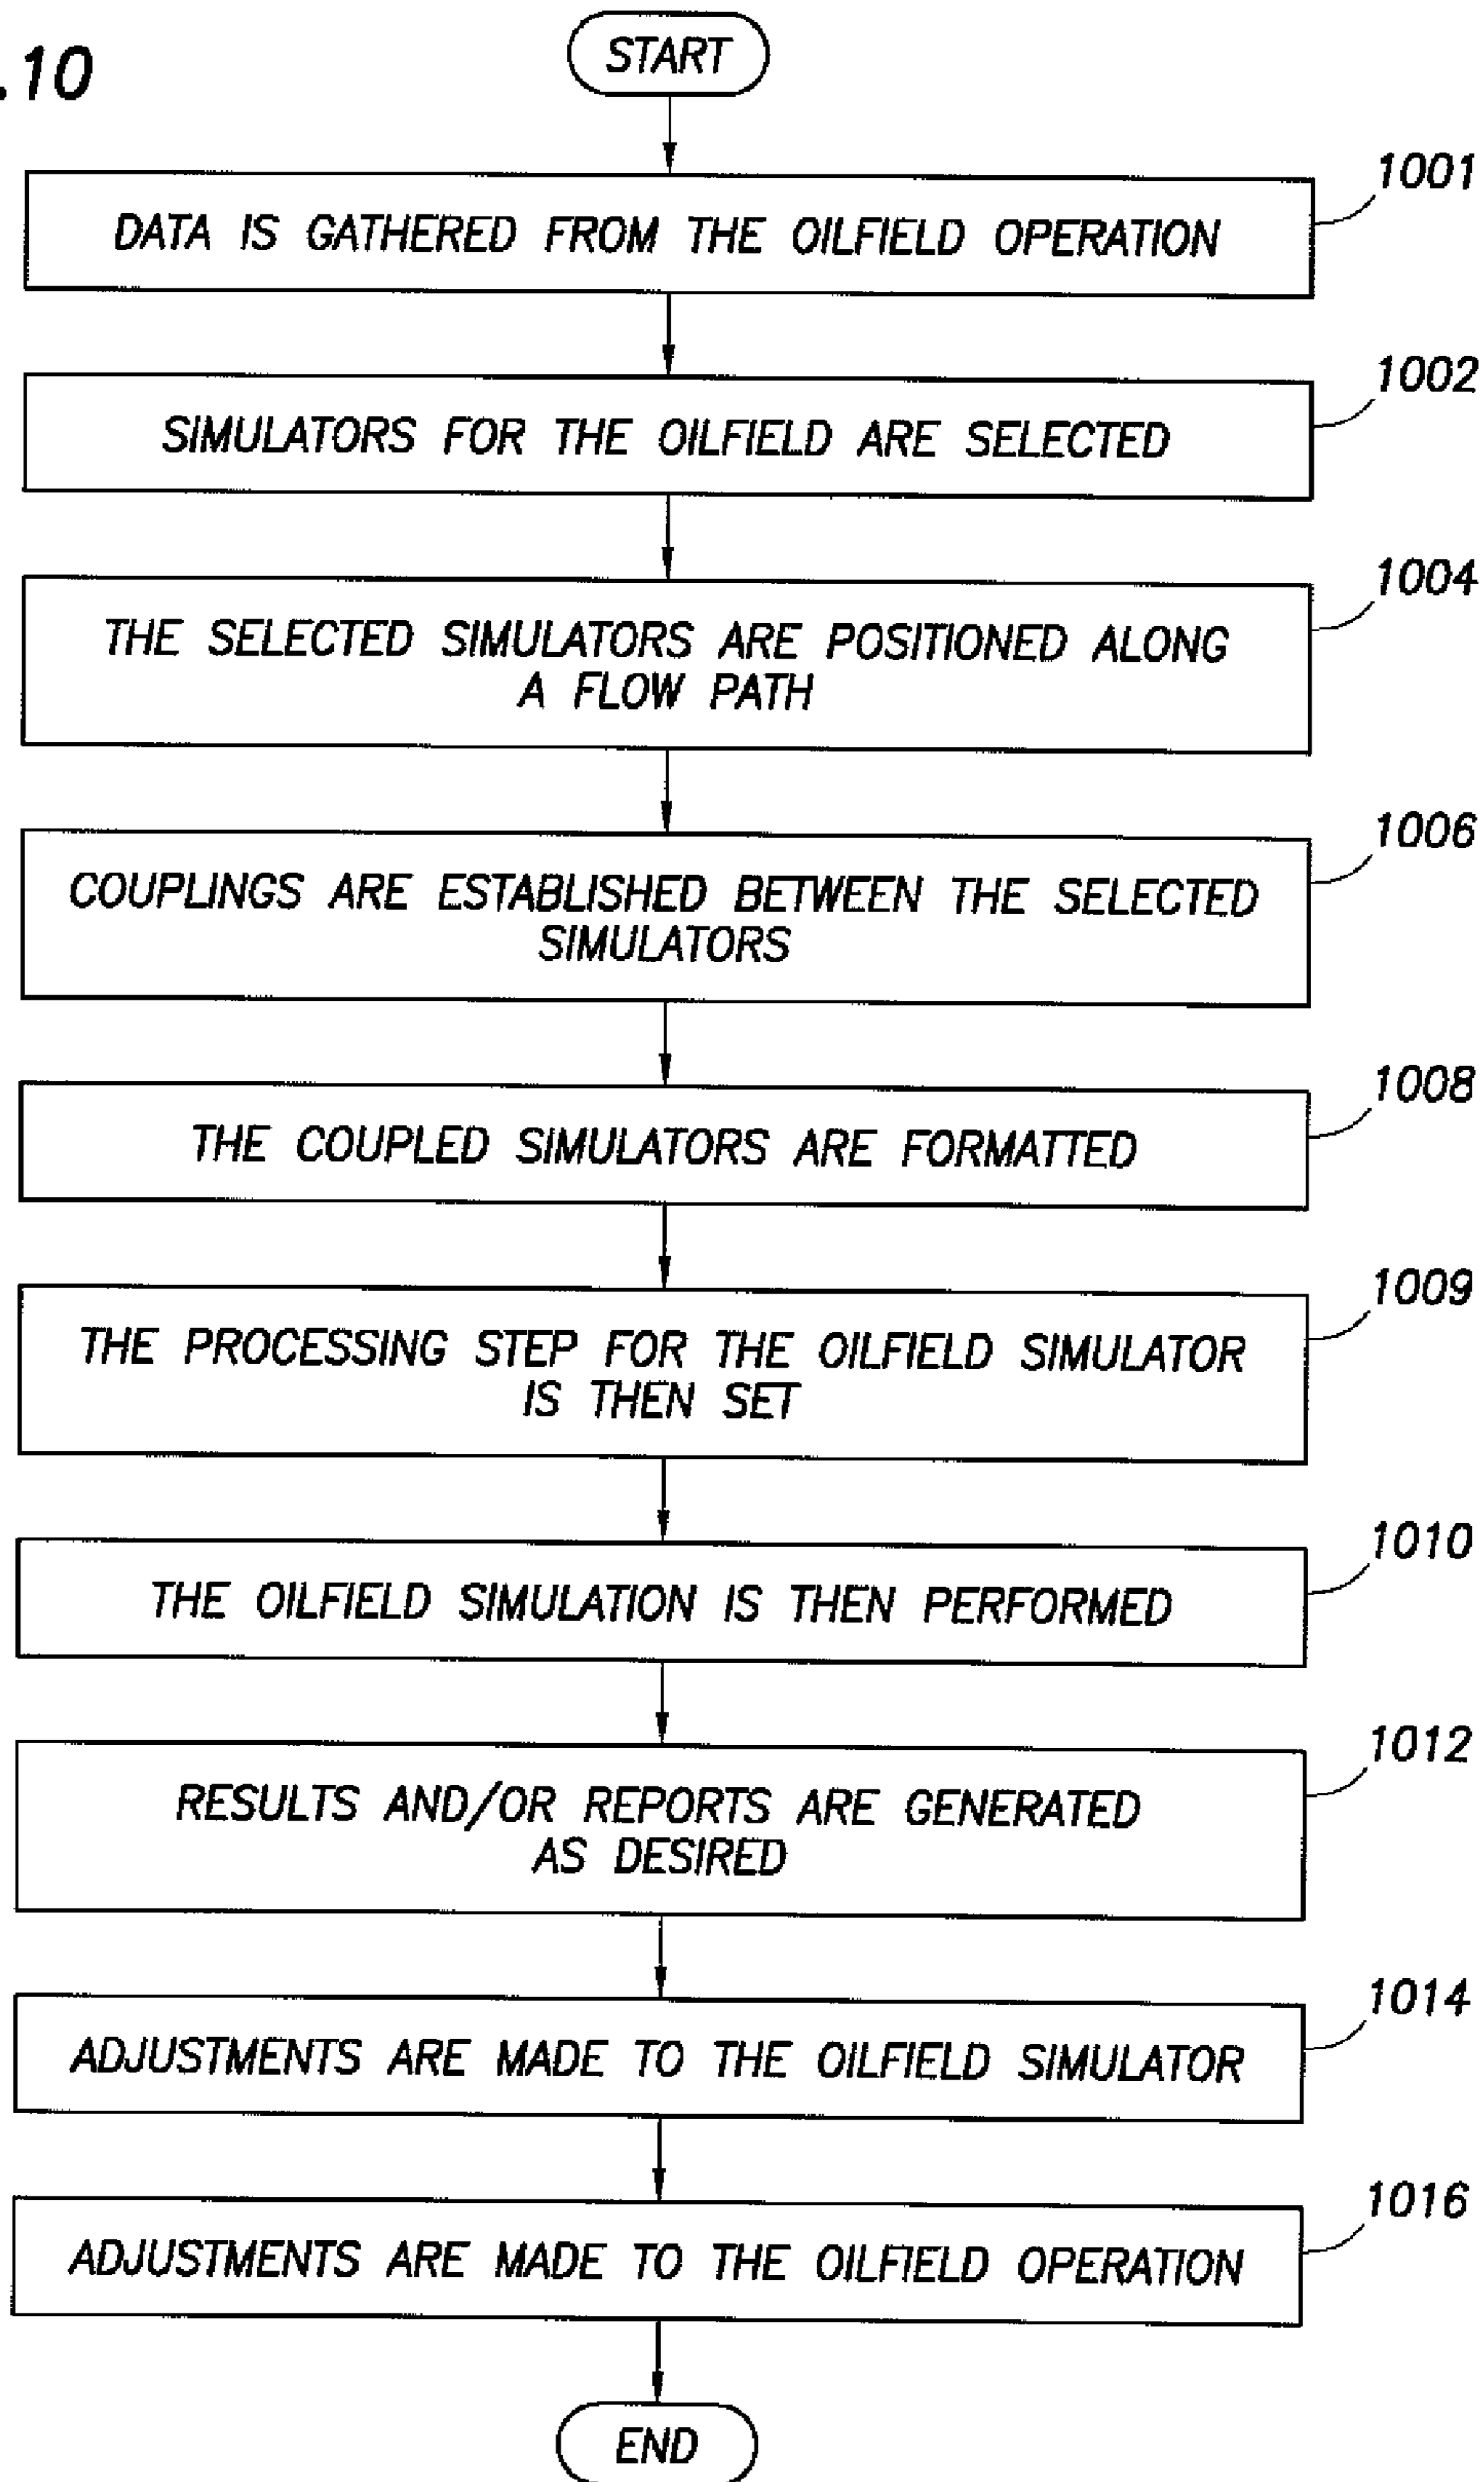 .10
START
DATA IS GATHERED FROM THE OILFIELD OPERATION
1001
SIMULATORS FOR THE OILFIELD ARE SELECTED
1002
THE SELECTED SIMULATORS ARE POSITIONED ALONG
A FLOW PATH
1004
COUPLINGS ARE ESTABLISHED BETWEEN THE SELECTED
SIMULATORS
1006
THE COUPLED SIMULATORS ARE FORMATTED
1008
THE PROCESSING STEP FOR THE OILFIELD SIMULATOR
IS THEN SET
1009
THE OILFIELD SIMULATION IS THEN PERFORMED
1010
RESULTS AND/OR REPORTS ARE GENERATED
AS DESIRED
1012
ADJUSTMENTS ARE MADE TO THE OILFIELD SIMULATOR
1014
ADJUSTMENTS ARE MADE TO THE OILFIELD OPERATION
1016
END